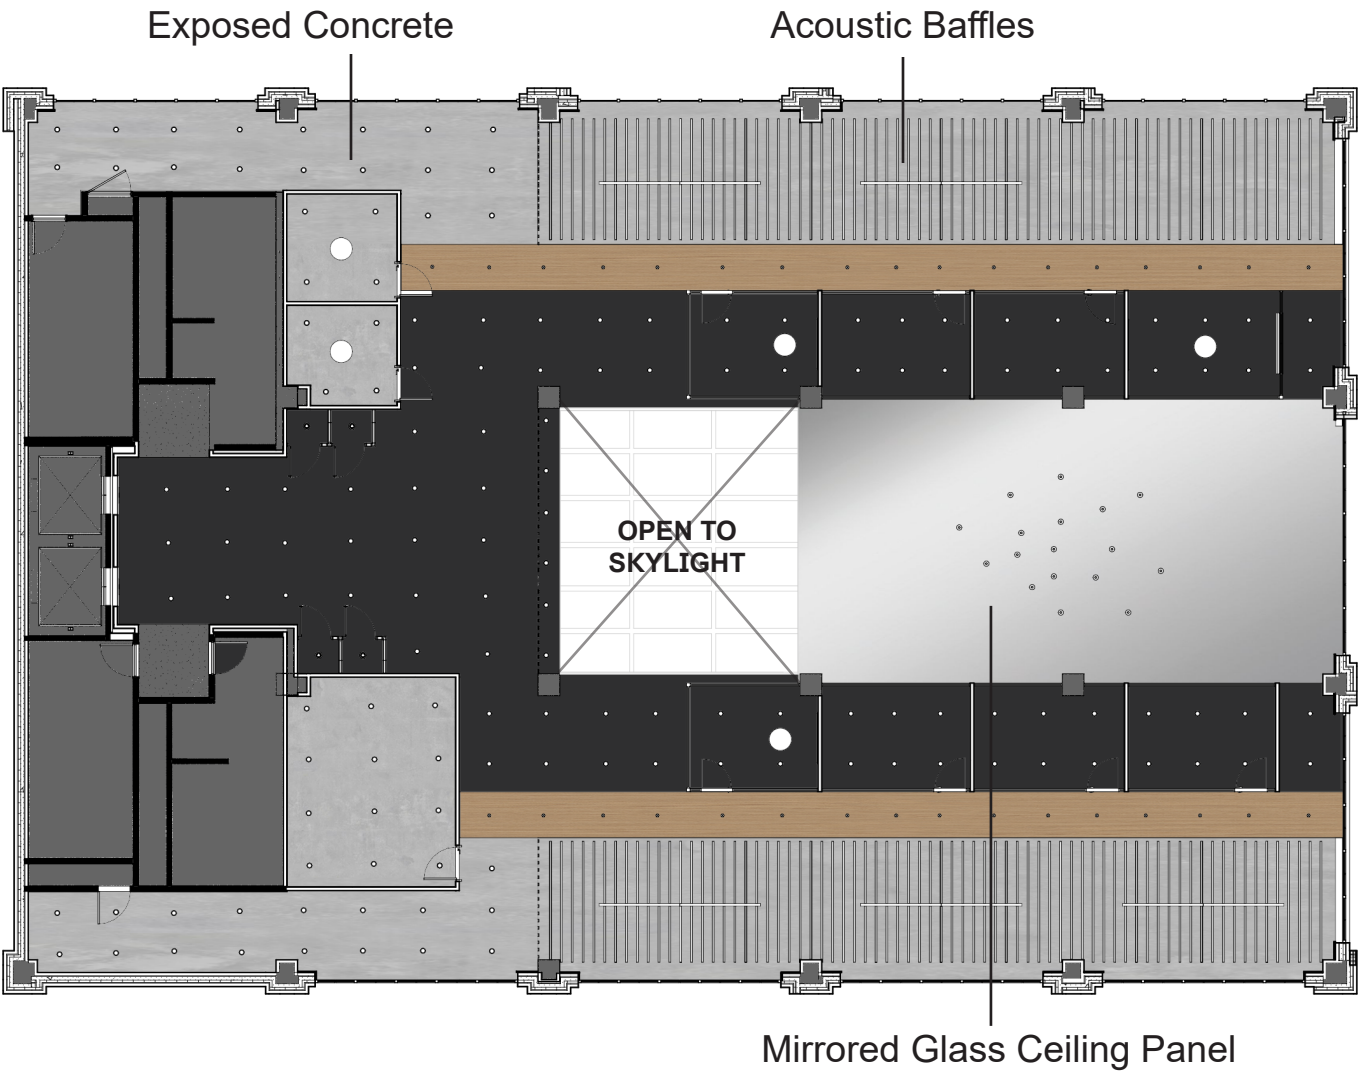 Exposed Concrete
Acoustic Baffles
OPEN TO
SKYLIGHT
Mirrored Glass Ceiling Panel